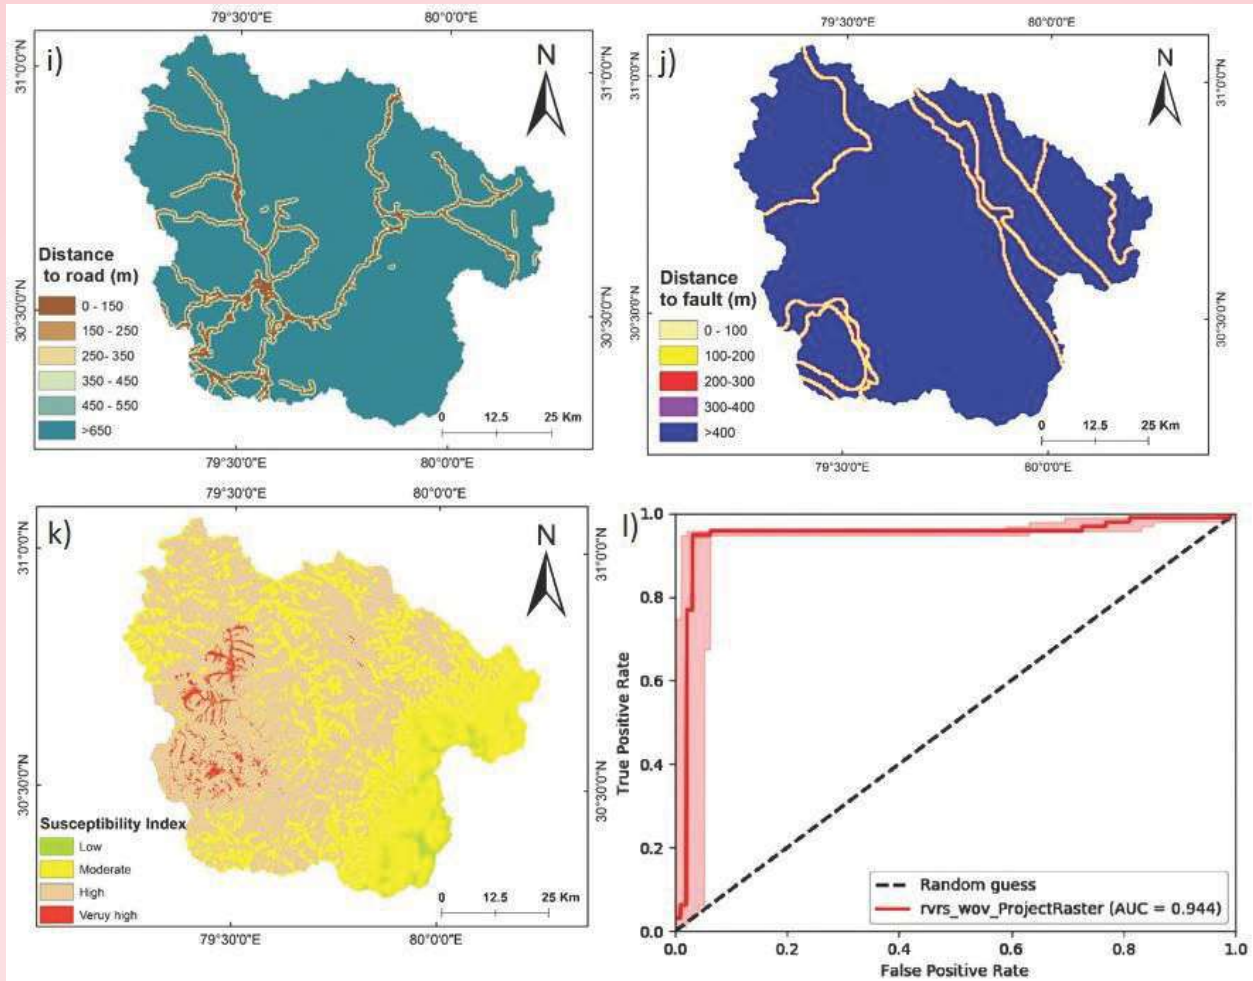 79°30'0"E 80°0'0"E
i)
N
31°0'0"N
31°0'0"N
Distance
to road (m)
0 - 150
150 - 250
250- 350
350 - 450
450 - 550
>650
30°30'0"N
30°30'0"N
0 12.5 25 Km
79°30'0"E 80°0'0"E
79°30'0"E 80°0'0"E
j)
N
31°0'0"N
31°0'0"N
Distance
to fault (m)
0 - 100
100-200
200-300
300-400
>400
30°30'0"N
30°30'0"N
0 12.5 25 Km
79°30'0"E 80°0'0"E
79°30'0"E 80°0'0"E
k)
N
31°0'0"N
31°0'0"N
30°30'0"N
30°30'0"N
Susceptibility Index
Low
Moderate
High
Veruy high
0 12.5 25 Km
79°30'0"E 80°0'0"E
l)
1.0
0.8
0.6
0.4
0.2
0.0
True Positive Rate
Random guess
rvrs_wov_ProjectRaster (AUC = 0.944)
0.0 0.2 0.4 0.6 0.8 1.0
False Positive Rate